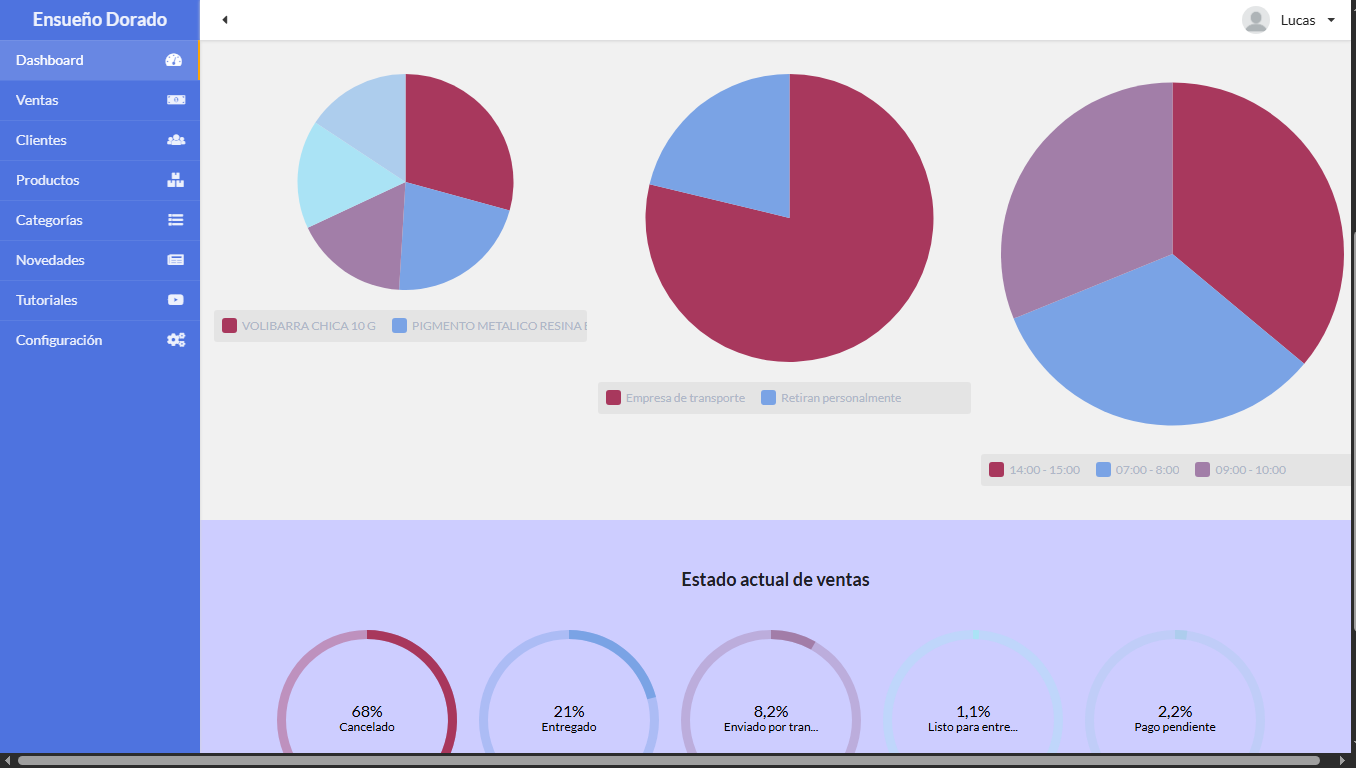 Ensueño Dorado
Lucas
Dashboard
Ventas
Clientes
Productos
Categorías
Novedades
Tutoriales
Configuración
VOLIBARRA CHICA 10 G PIGMENTO METALICO RESINA
Empresa de transporte Retiran personalmente
14:00 - 15:00 07:00 - 8:00 09:00 - 10:00
Estado actual de ventas
68%
Cancelado
21%
Entregado
8,2%
Enviado por tran...
1,1%
Listo para entre...
2,2%
Pago pendiente